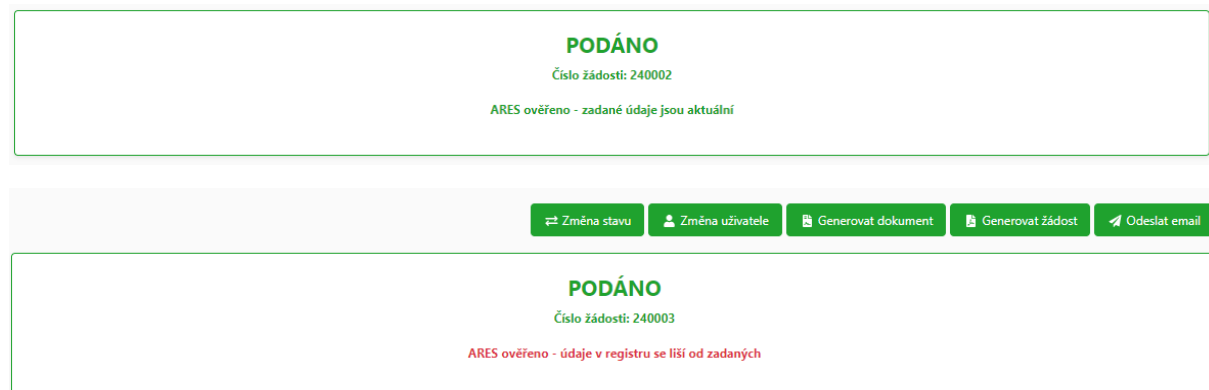 PODÁNO
Číslo žádosti: 240002
ARES ověřeno - zadané údaje jsou aktuální
Změna stavu Změna uživatele Generovat dokument Generovat žádost Odeslat email
PODÁNO
Číslo žádosti: 240003
ARES ověřeno - údaje v registru se liší od zadaných